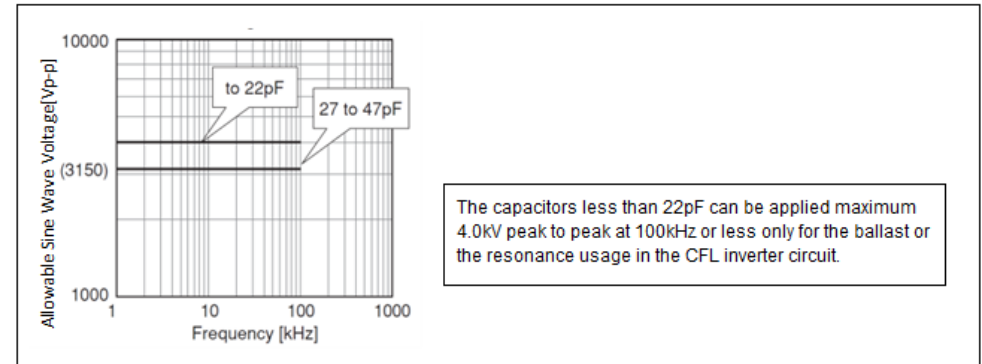 10000
to 22pF
27 to 47pF
(3150)
1000
Allowable Sine Wave Voltage[Vp-p]
1
10
100
1000
Frequency [kHz]
The capacitors less than 22pF can be applied maximum
4.0kV peak to peak at 100kHz or less only for the ballast or
the resonance usage in the CFL inverter circuit.